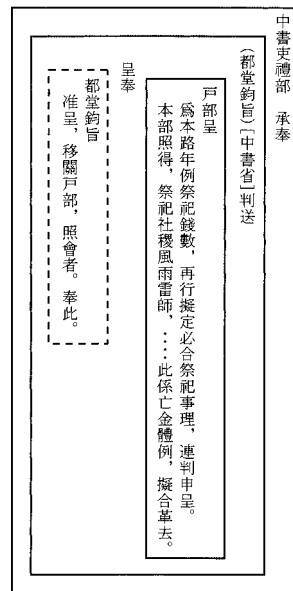 中書吏禮部　承奉
（都堂鈞旨）［中書省］判送
戸部呈
爲本路年例祭祀錢數，再行擬定必合祭祀事理，連判申呈。
本部照得，祭祀社稷風雨雷師，……此係亡金體例，擬合革去。
呈奉
都堂鈞旨
准呈，移關戸部，照會者。奉此。